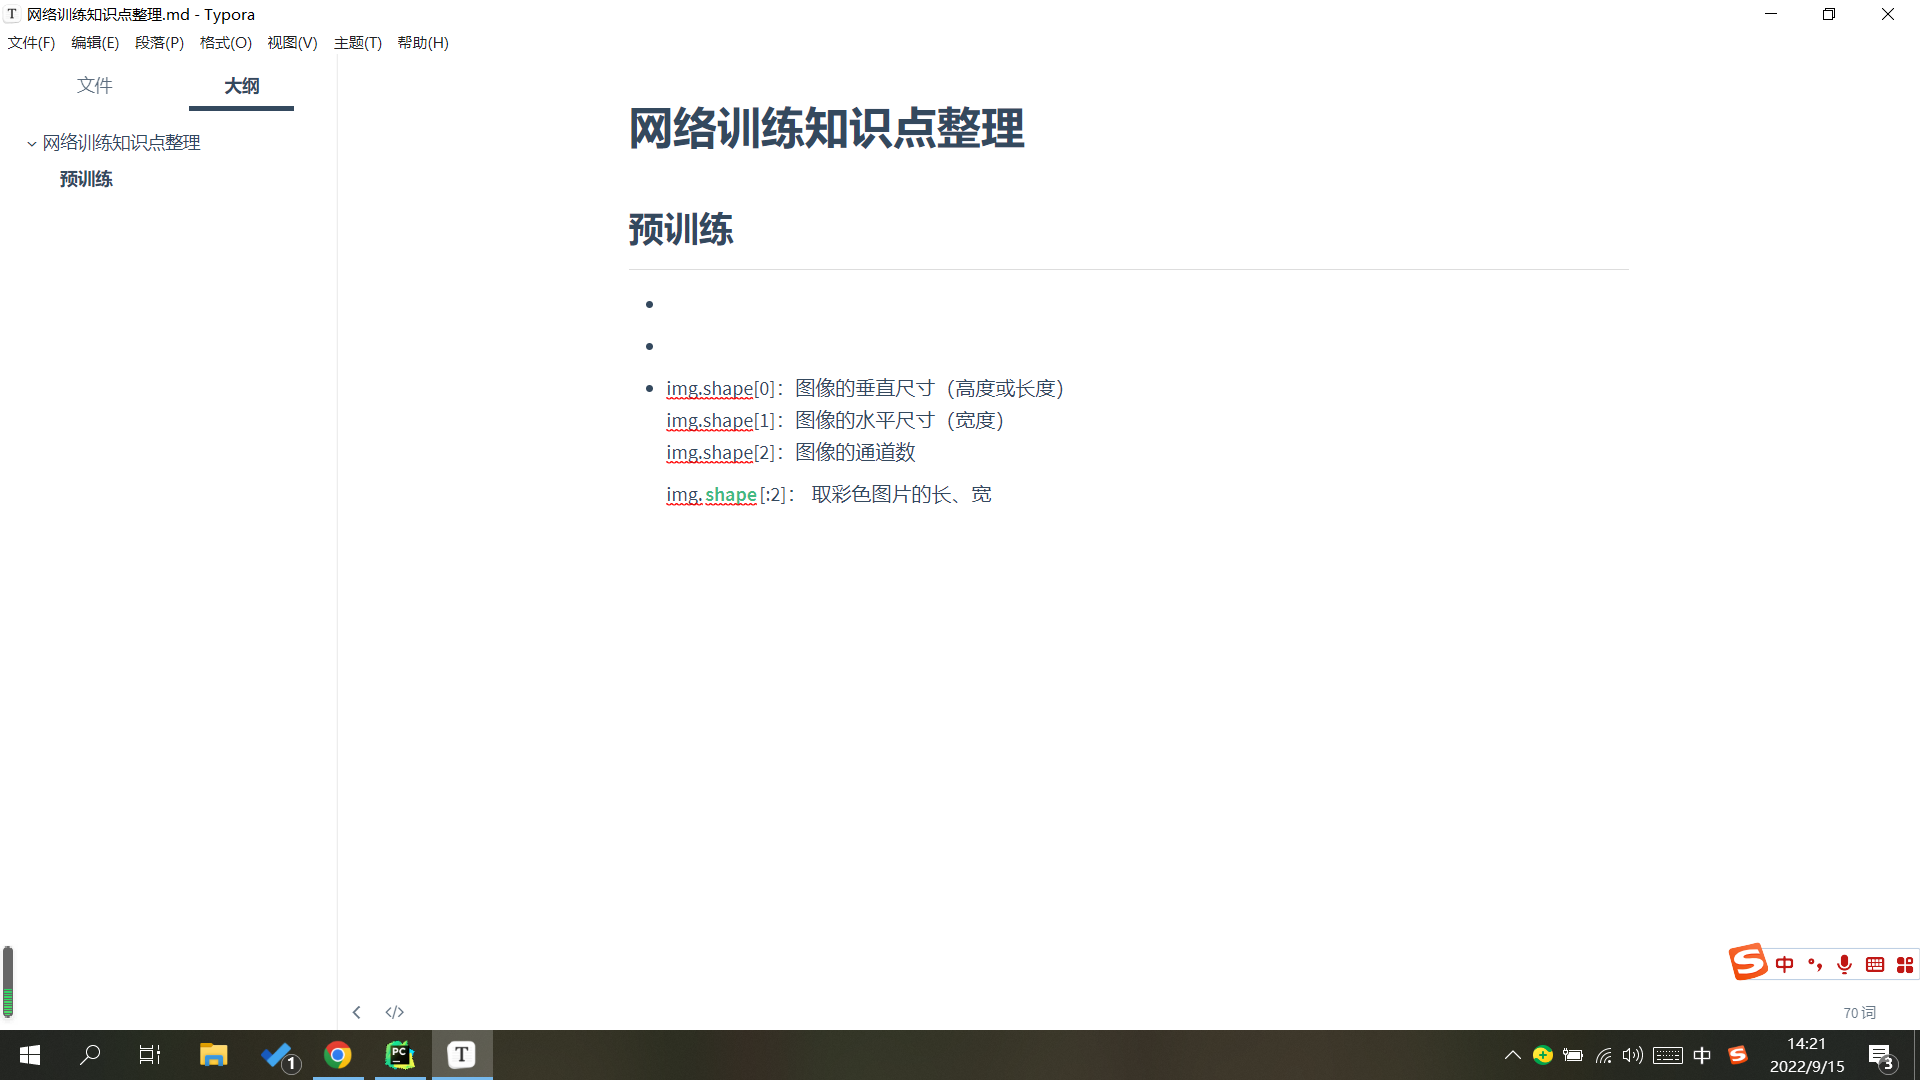 网络训练知识点整理.md - Typora
文件(F) 编辑(E) 段落(P) 格式(O) 视图(V) 主题(T) 帮助(H)
文件 大纲
网络训练知识点整理
预训练
网络训练知识点整理
预训练
img.shape[0]：图像的垂直尺寸（高度或长度）
img.shape[1]：图像的水平尺寸（宽度）
img.shape[2]：图像的通道数
img.shape[:2]： 取彩色图片的长、宽
中
70 词
1
PC
T
中
14:21
2022/9/15
3